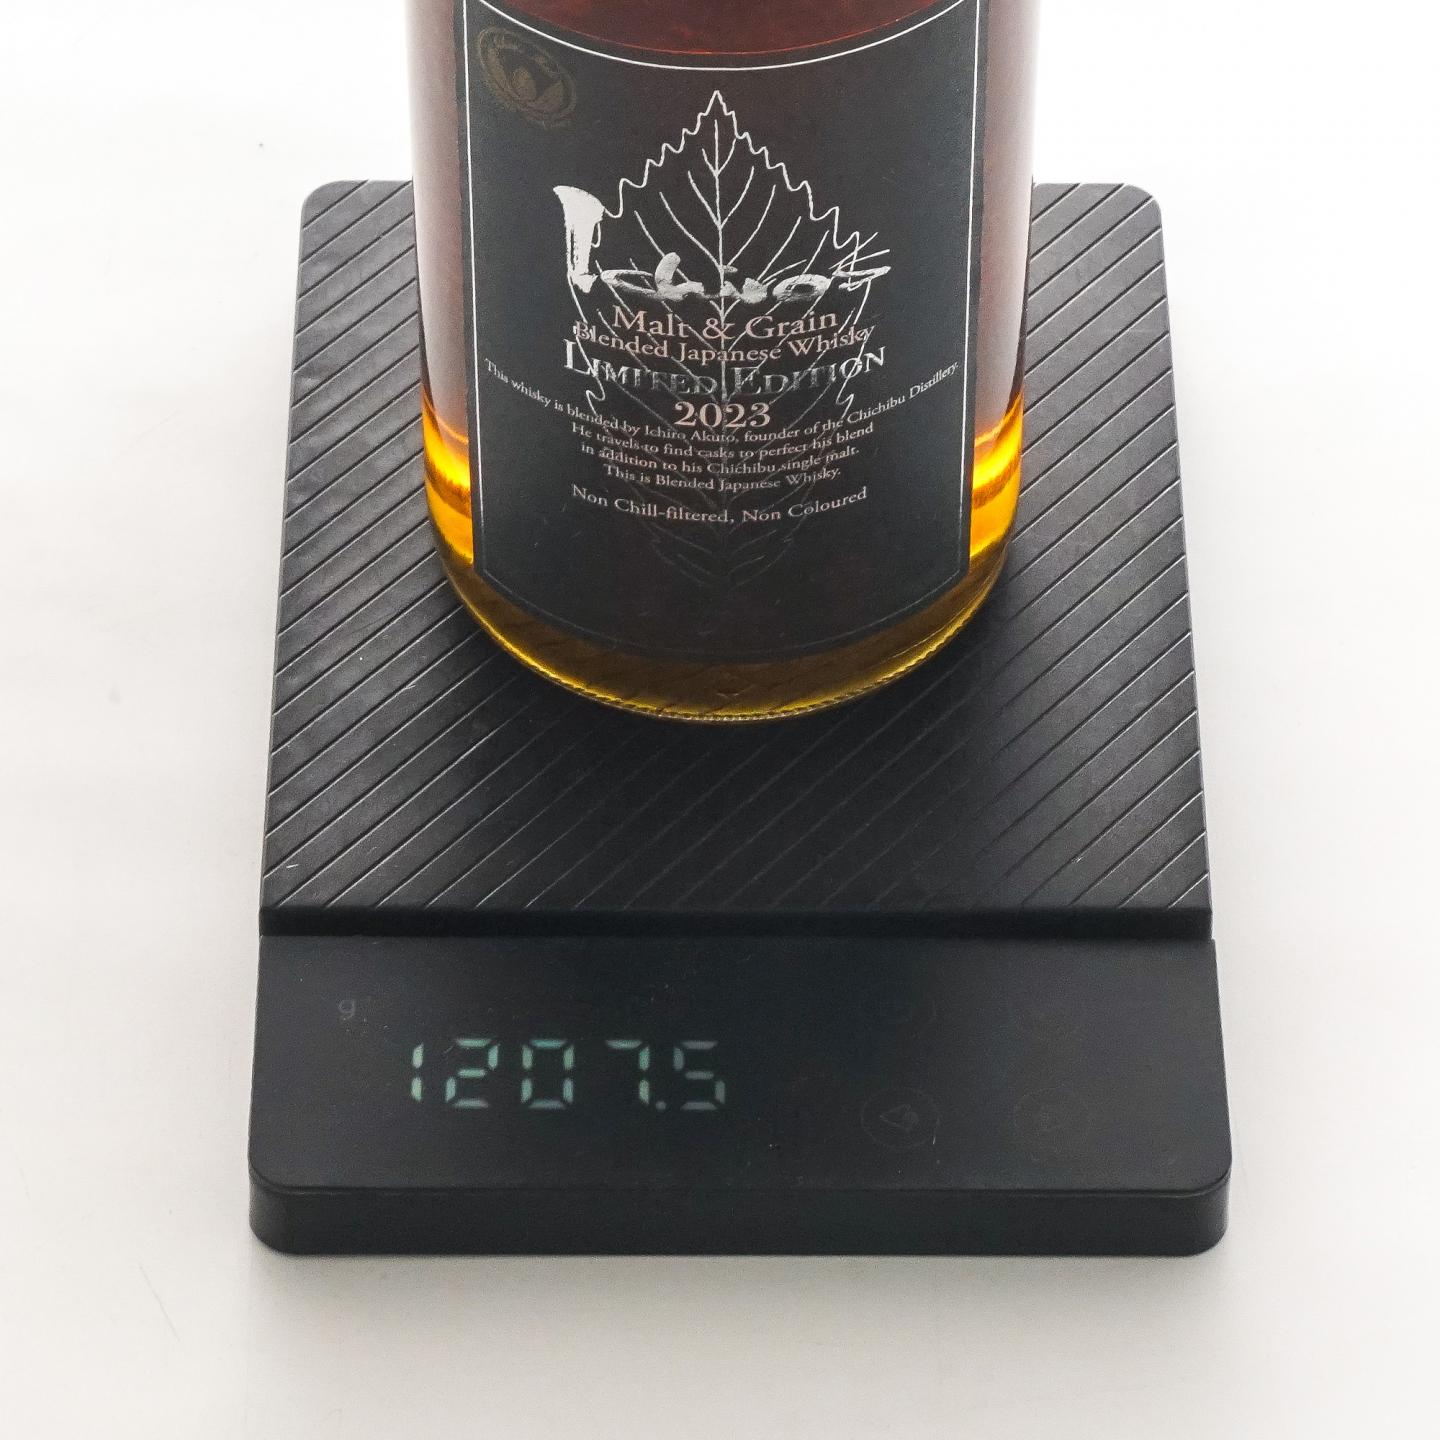 Ichiro's
Malt & Grain
Blended Japanese Whisky
LIMITED EDITION
2023
This whisky is blended by Ichiro Akuto, founder of the Chichibu Distillery.
He travels to find casks to perfect his blend
in addition to his Chichibu single malt.
This is Blended Japanese Whisky.
Non Chill-filtered, Non Coloured
g
1207.5